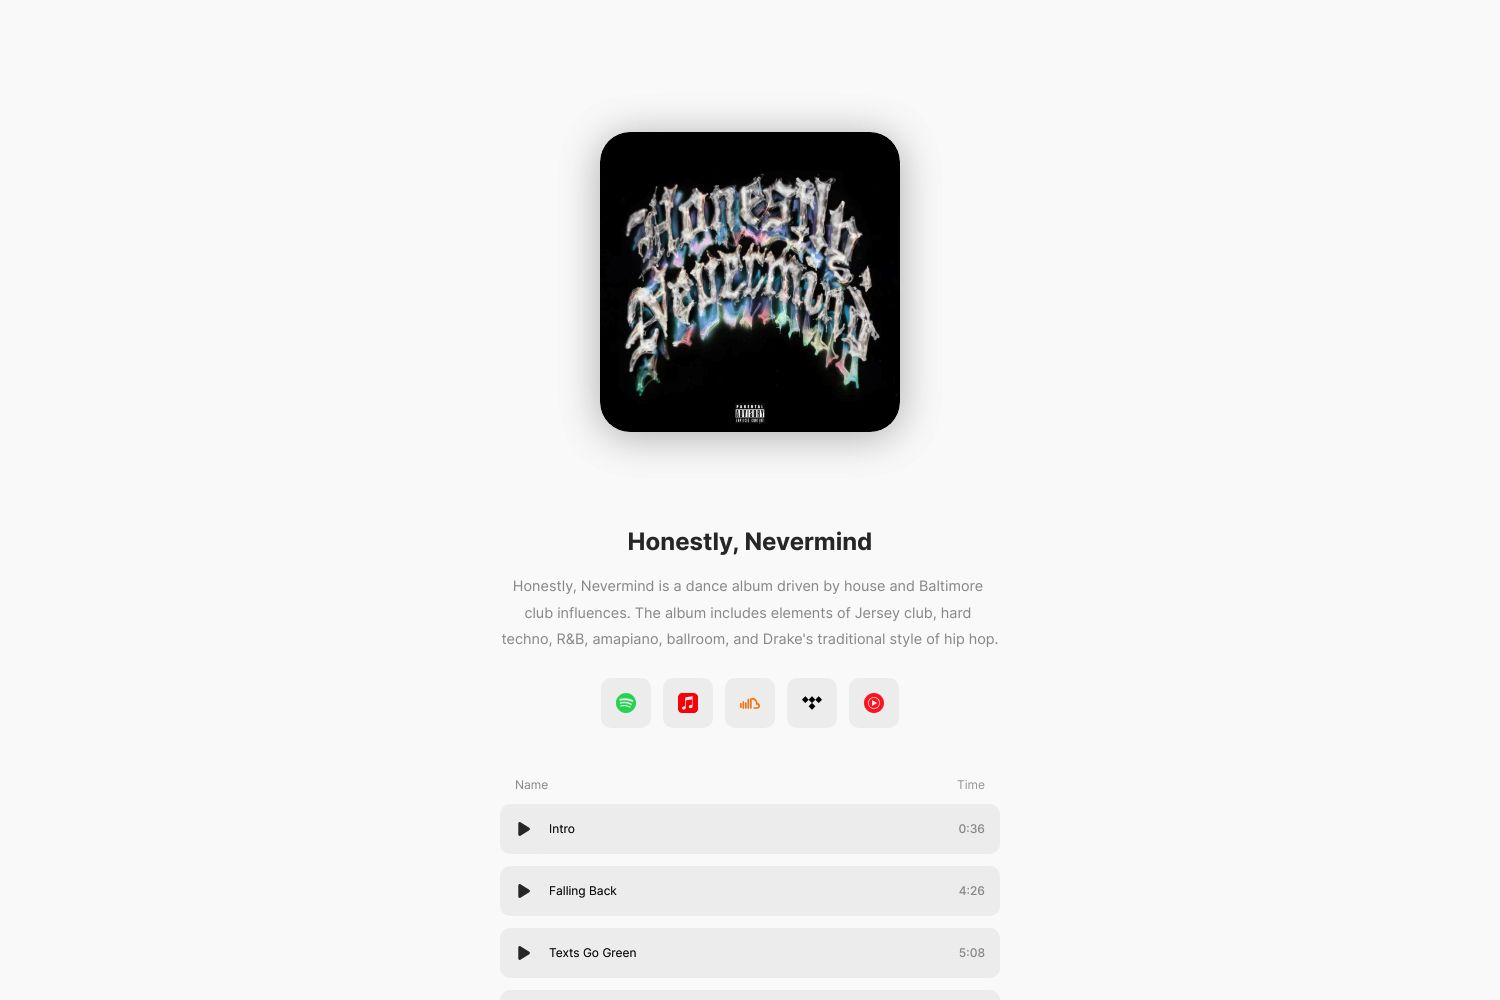 Honestly
Nevermind
PARENTAL
ADVISORY
EXPLICIT CONTENT
Honestly, Nevermind
Honestly, Nevermind is a dance album driven by house and Baltimore
club influences. The album includes elements of Jersey club, hard
techno, R&B, amapiano, ballroom, and Drake's traditional style of hip hop.
Name Time
Intro 0:36
Falling Back 4:26
Texts Go Green 5:08